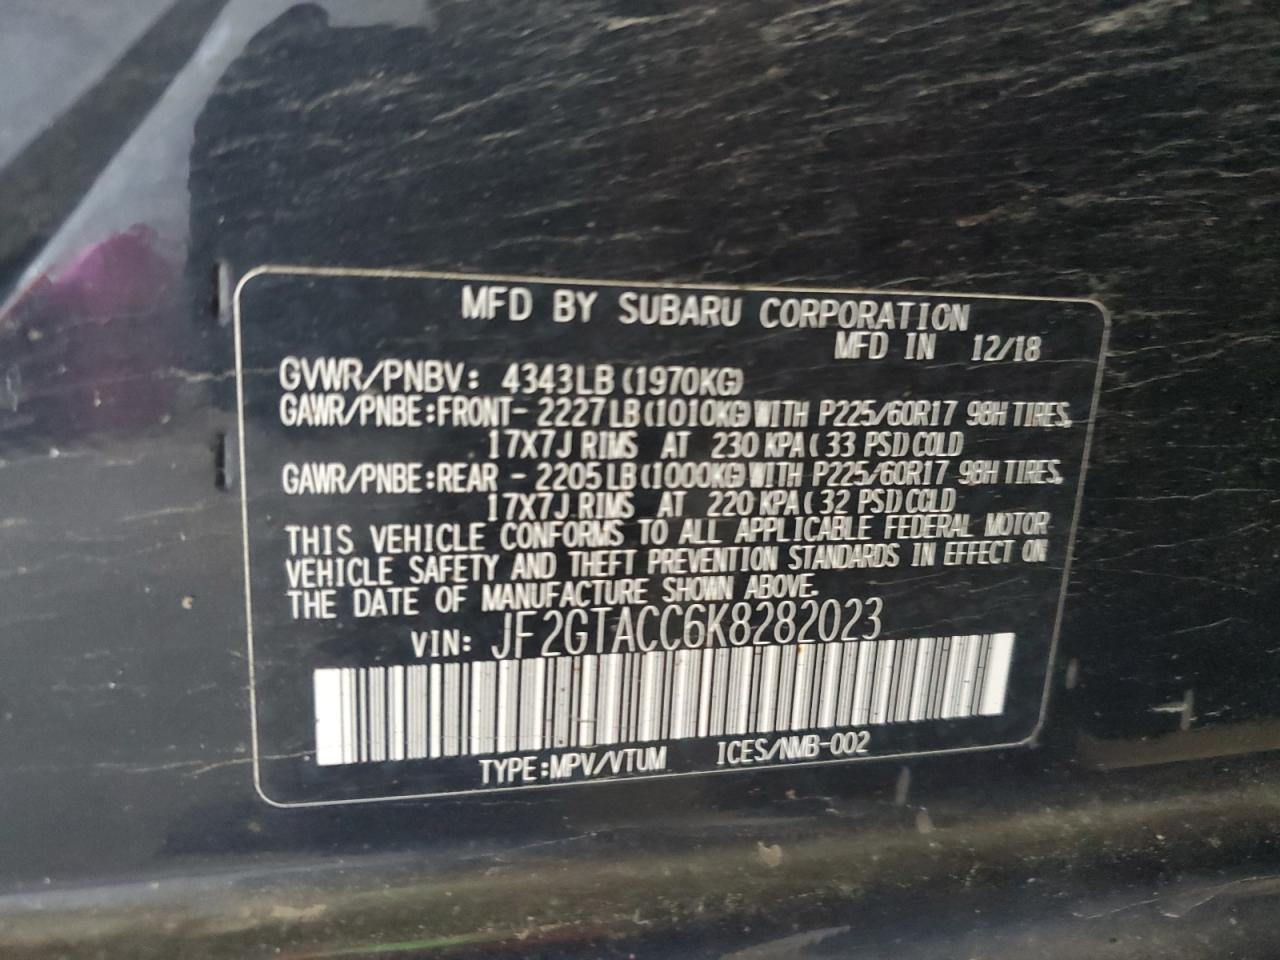 MFD BY SUBARU CORPORATION
MFD IN 12/18
GVWR/PNBV: 4343LB(1970KG)
GAWR/PNBE:FRONT- 2227LB(1010KG)WITH P225/60R17 98H TIRES,
17X7J RIMS AT 230 KPA(33 PSI)COLD
GAWR/PNBE:REAR - 2205LB(1000KG)WITH P225/60R17 98H TIRES,
17X7J RIMS AT 220 KPA(32 PSI)COLD
THIS VEHICLE CONFORMS TO ALL APPLICABLE FEDERAL MOTOR
VEHICLE SAFETY AND THEFT PREVENTION STANDARDS IN EFFECT ON
THE DATE OF MANUFACTURE SHOWN ABOVE.
VIN: JF2GTACC6K8282023
TYPE:MPV/VTUM ICES/NMB-002